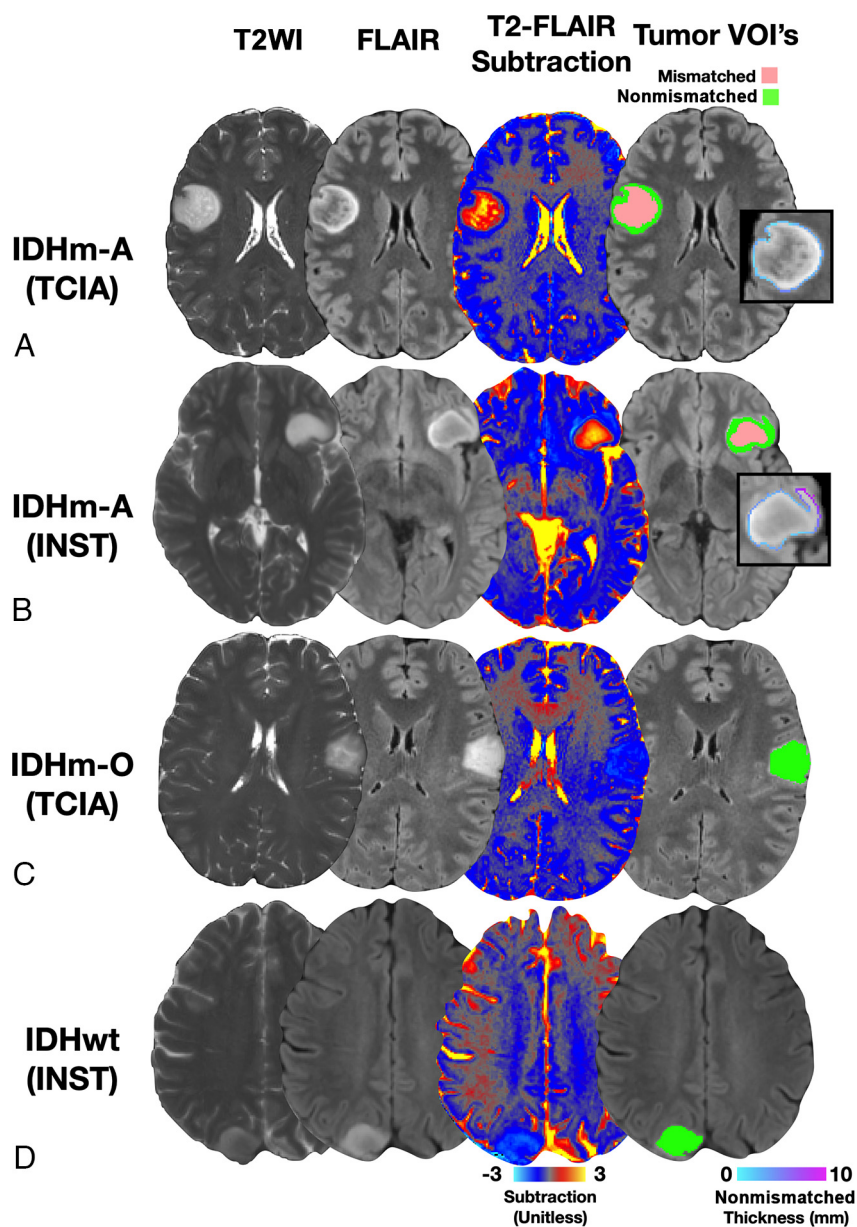 T2WI
FLAIR
T2-FLAIR
Subtraction
Tumor VOI's
Mismatched
Nonmismatched
IDHm-A
(TCIA)
A
IDHm-A
(INST)
B
IDHm-O
(TCIA)
C
IDHwt
(INST)
D
-3 3
Subtraction
(Unitless)
0 10
Nonmismatched
Thickness (mm)